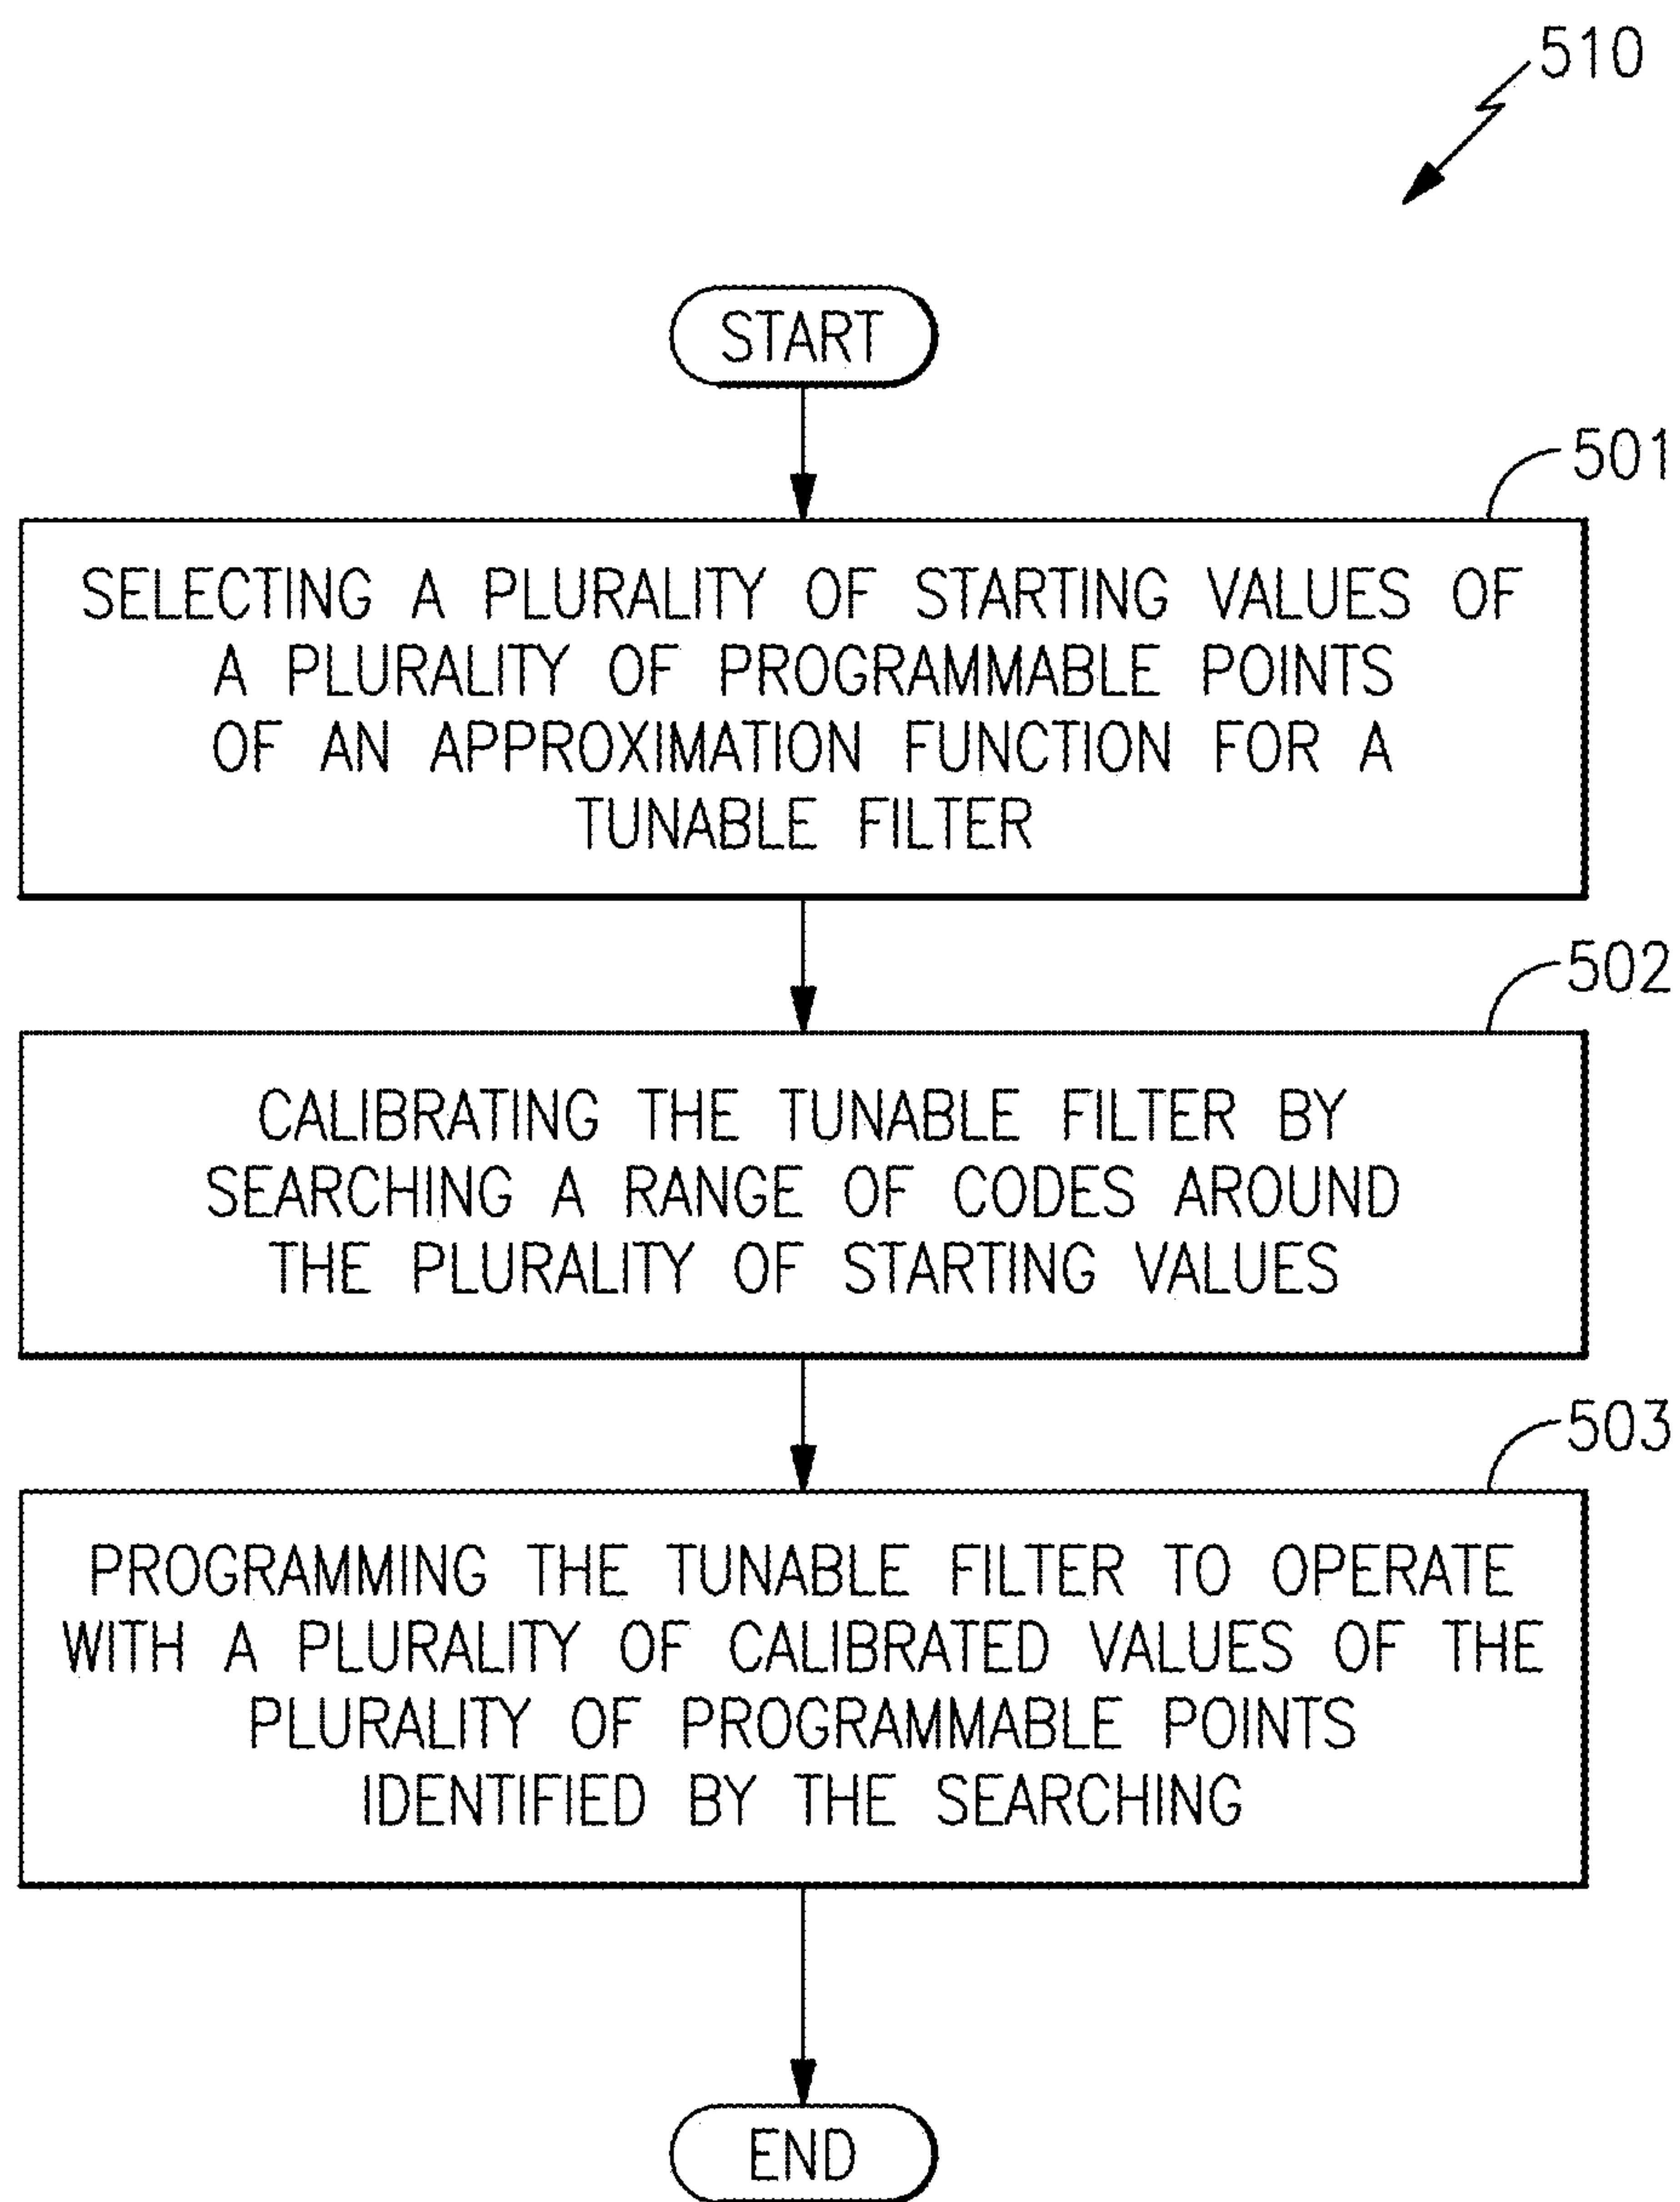 510
START
501
SELECTING A PLURALITY OF STARTING VALUES OF
A PLURALITY OF PROGRAMMABLE POINTS
OF AN APPROXIMATION FUNCTION FOR A
TUNABLE FILTER
502
CALIBRATING THE TUNABLE FILTER BY
SEARCHING A RANGE OF CODES AROUND
THE PLURALITY OF STARTING VALUES
503
PROGRAMMING THE TUNABLE FILTER TO OPERATE
WITH A PLURALITY OF CALIBRATED VALUES OF THE
PLURALITY OF PROGRAMMABLE POINTS
IDENTIFIED BY THE SEARCHING
END